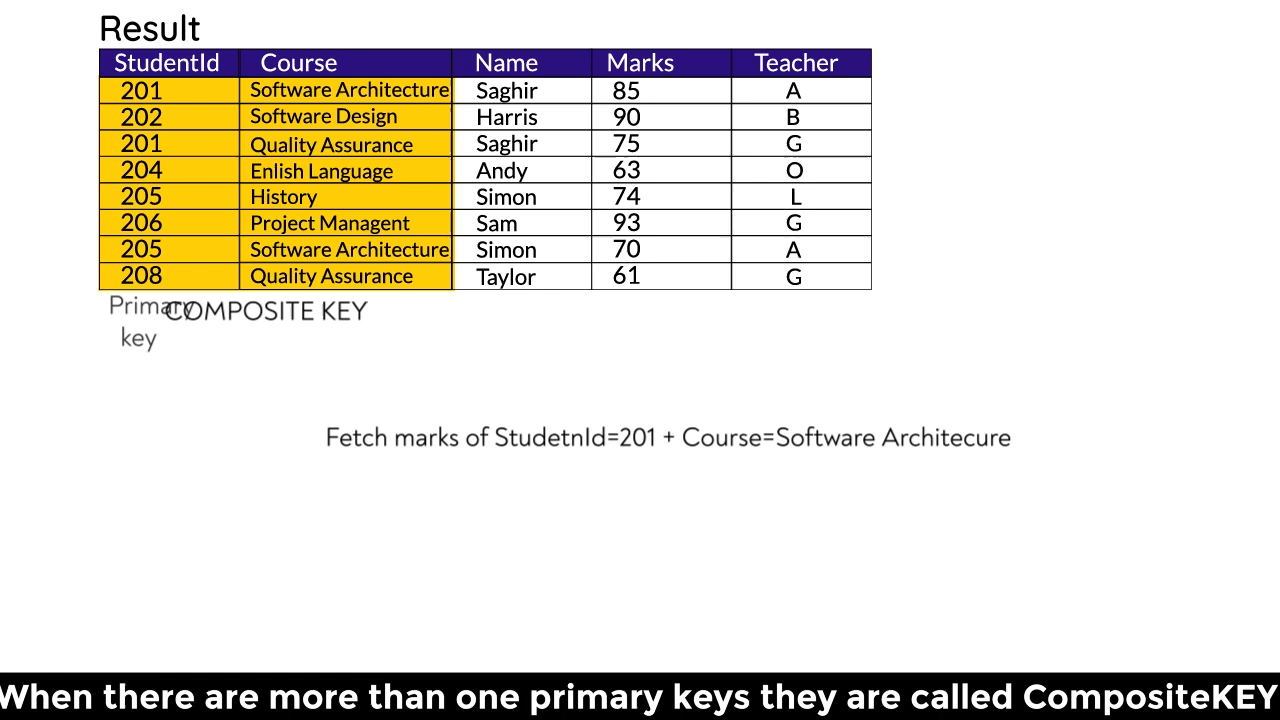 Result
StudentId Course Name Marks Teacher
201 Software Architecture Saghir 85 A
202 Software Design Harris 90 B
201 Quality Assurance Saghir 75 G
204 Enlish Language Andy 63 O
205 History Simon 74 L
206 Project Managent Sam 93 G
205 Software Architecture Simon 70 A
208 Quality Assurance Taylor 61 G
Primary COMPOSITE KEY
key
Fetch marks of StudetnId=201 + Course=Software Architecure
When there are more than one primary keys they are called CompositeKEY